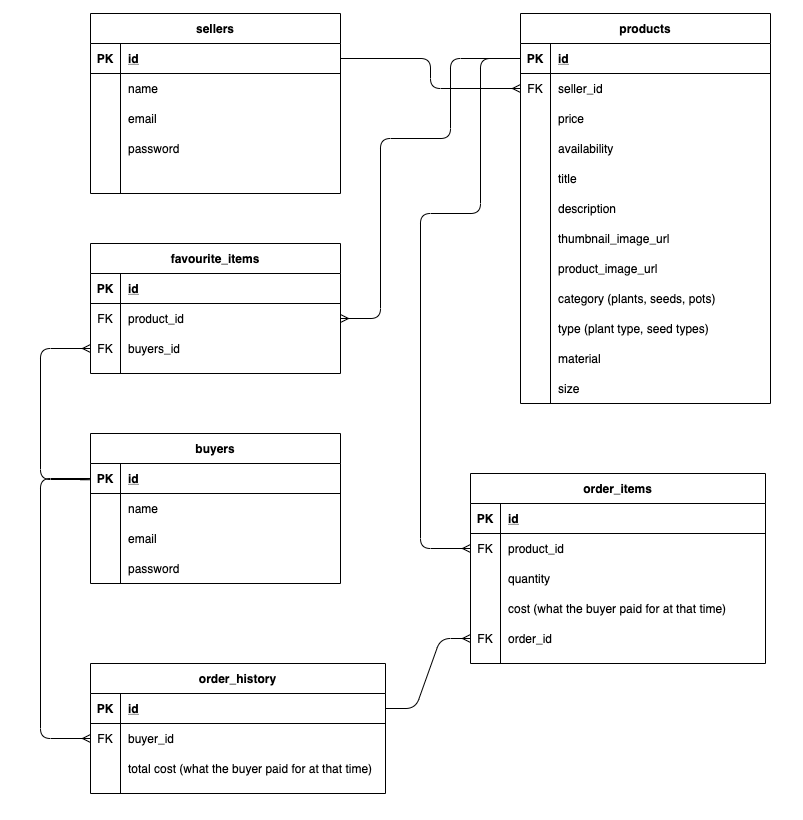 sellers
PK id
name
email
password
products
PK id
FK seller_id
price
availability
title
description
thumbnail_image_url
product_image_url
category (plants, seeds, pots)
type (plant type, seed types)
material
size
favourite_items
PK id
FK product_id
FK buyers_id
buyers
PK id
name
email
password
order_items
PK id
FK product_id
quantity
cost (what the buyer paid for at that time)
FK order_id
order_history
PK id
FK buyer_id
total cost (what the buyer paid for at that time)